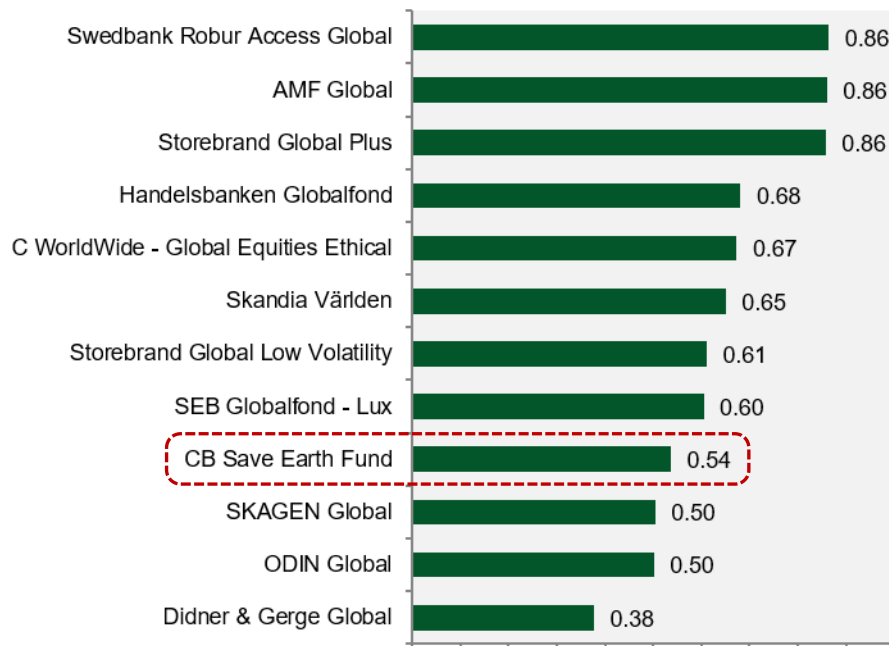 Swedbank Robur Access Global 0.86
AMF Global 0.86
Storebrand Global Plus 0.86
Handelsbanken Globalfond 0.68
C WorldWide - Global Equities Ethical 0.67
Skandia Världen 0.65
Storebrand Global Low Volatility 0.61
SEB Globalfond - Lux 0.60
CB Save Earth Fund 0.54
SKAGEN Global 0.50
ODIN Global 0.50
Didner & Gerge Global 0.38